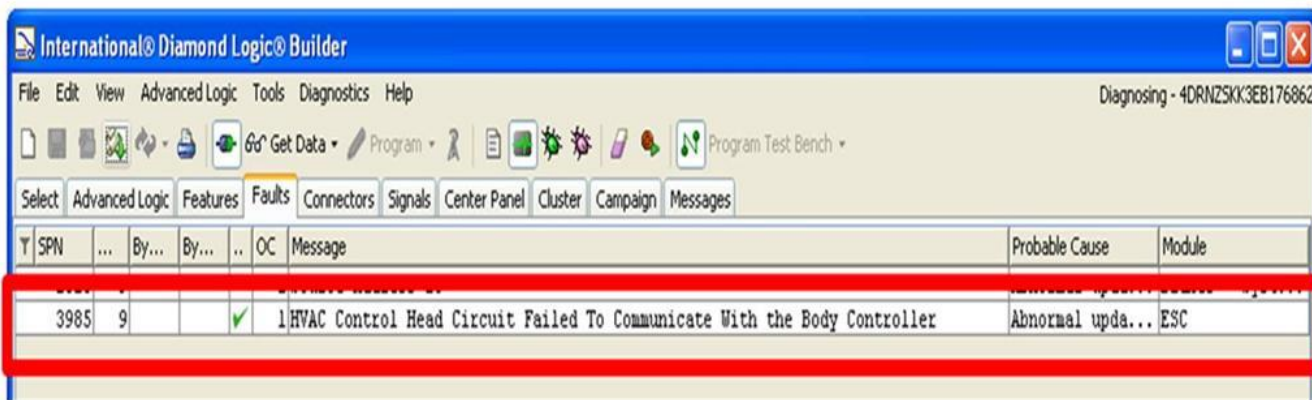 International® Diamond Logic® Builder
File Edit View Advanced Logic Tools Diagnostics Help Diagnosing - 4DRNZSKK3EB176862
Get Data Program Program Test Bench
Select Advanced Logic Features Faults Connectors Signals Center Panel Cluster Campaign Messages
SPN ... By... By... .. OC Message Probable Cause Module
3985 9 1 HVAC Control Head Circuit Failed To Communicate With the Body Controller Abnormal upda... ESC